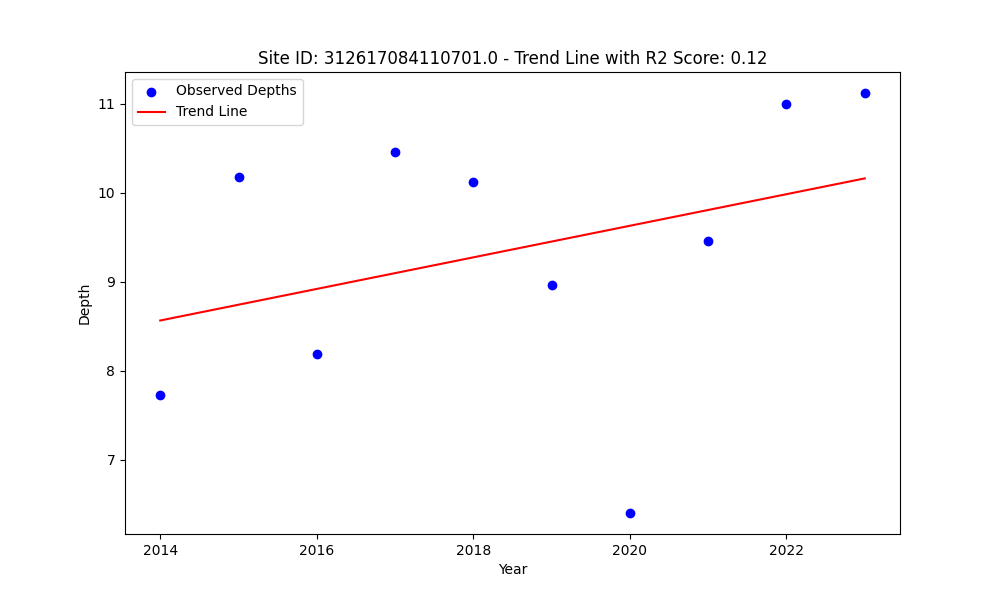 Site ID: 312617084110701.0 - Trend Line with R2 Score: 0.12
Observed Depths
Trend Line
11
10
9
8
7
Depth
2014
2016
2018
2020
2022
Year